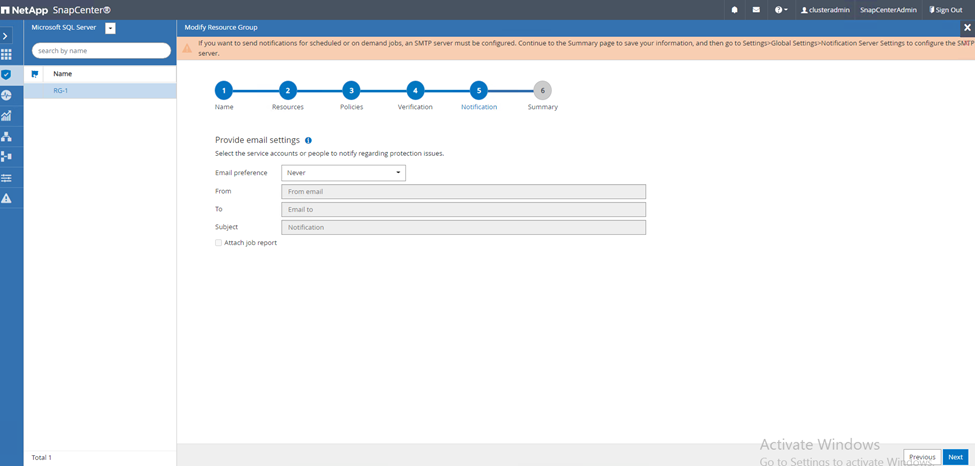 NetApp SnapCenter®
clusteradmin SnapCenterAdmin Sign Out
Microsoft SQL Server
Modify Resource Group
If you want to send notifications for scheduled or on demand jobs, an SMTP server must be configured. Continue to the Summary page to save your information, and then go to Settings>Global Settings>Notification Server Settings to configure the SMTP
server.
search by name
Name
RG-1
1 2 3 4 5 6
Name Resources Policies Verification Notification Summary
Provide email settings
Select the service accounts or people to notify regarding protection issues.
Email preference Never
From From email
To Email to
Subject Notification
Attach job report
Activate Windows
Go to Settings to activate Windows.
Total 1
Previous Next